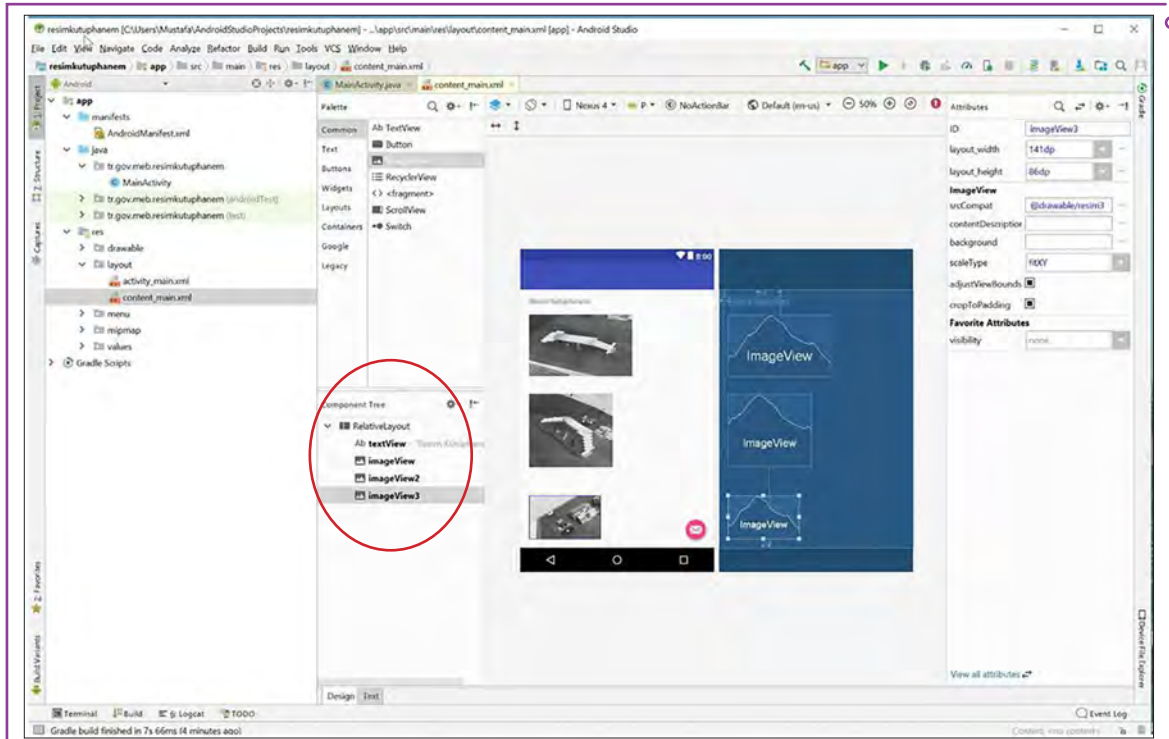 resimkutuphanem [C:\Users\Mustafa\AndroidStudioProjects\resimkutuphanem] - ...\app\src\main\res\layout\content_main.xml [app] - Android Studio
File Edit View Navigate Code Analyze Refactor Build Run Tools VCS Window Help
resimkutuphanem app src main res layout content_main.xml
app
Android
MainActivity.java
content_main.xml
1: Project
Z: Structure
Captures
2: Favorites
Build Variants
app
manifests
AndroidManifest.xml
java
tr.gov.meb.resimkutuphanem
MainActivity
tr.gov.meb.resimkutuphanem (androidTest)
tr.gov.meb.resimkutuphanem (test)
res
drawable
layout
activity_main.xml
content_main.xml
menu
mipmap
values
Gradle Scripts
Palette
Common
Text
Buttons
Widgets
Layouts
Containers
Google
Legacy
Ab TextView
Button
RecyclerView
<> <fragment>
ScrollView
Switch
Component Tree
RelativeLayout
Ab textView
imageView
imageView2
imageView3
Design Text
Nexus 4 NoActionBar Default (en-us) 50%
8:00
ImageView
ImageView
ImageView
Attributes
ID imageView3
layout_width 141dp
layout_height 86dp
ImageView
srcCompat @drawable/resim3
contentDescription
background
scaleType fitXY
adjustViewBounds
cropToPadding
Favorite Attributes
visibility none
View all attributes
Gradle
Device File Explorer
Terminal Build 6: Logcat TODO
Event Log
Gradle build finished in 7s 66ms (4 minutes ago)